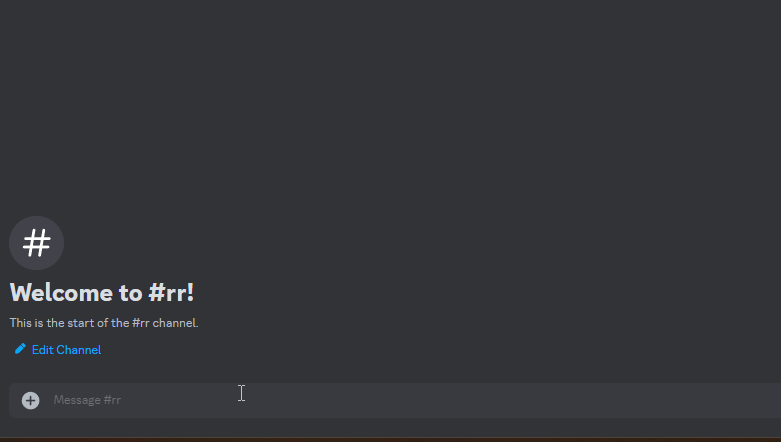 #
Welcome to #rr!
This is the start of the #rr channel.
Edit Channel
Message #rr